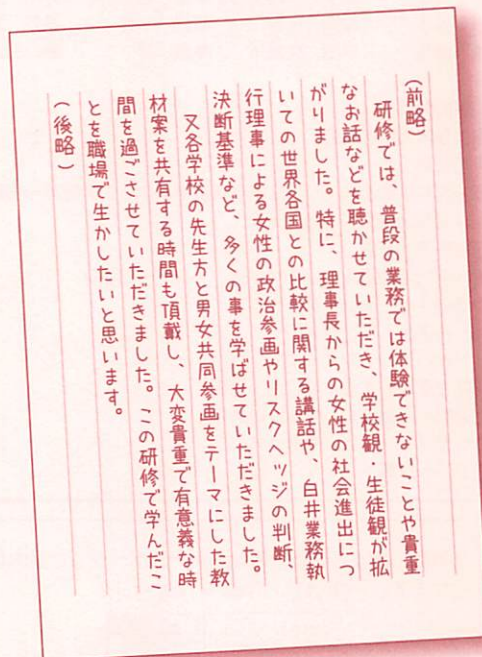 (前略)
研修では、普段の業務では体験できないことや貴重
なお話などを聴かせていただき、学校観・生徒観が拡
がりました。特に、理事長からの女性の社会進出につ
いての世界各国との比較に関する講話や、白井業務執
行理事による女性の政治参画やリスクヘッジの判断、
決断基準など、多くの事を学ばせていただきました。
又各学校の先生方と男女共同参画をテーマにした教
材案を共有する時間も頂戴し、大変貴重で有意義な時
間を過ごさせていただきました。この研修で学んだこ
とを職場で生かしたいと思います。
(後略)